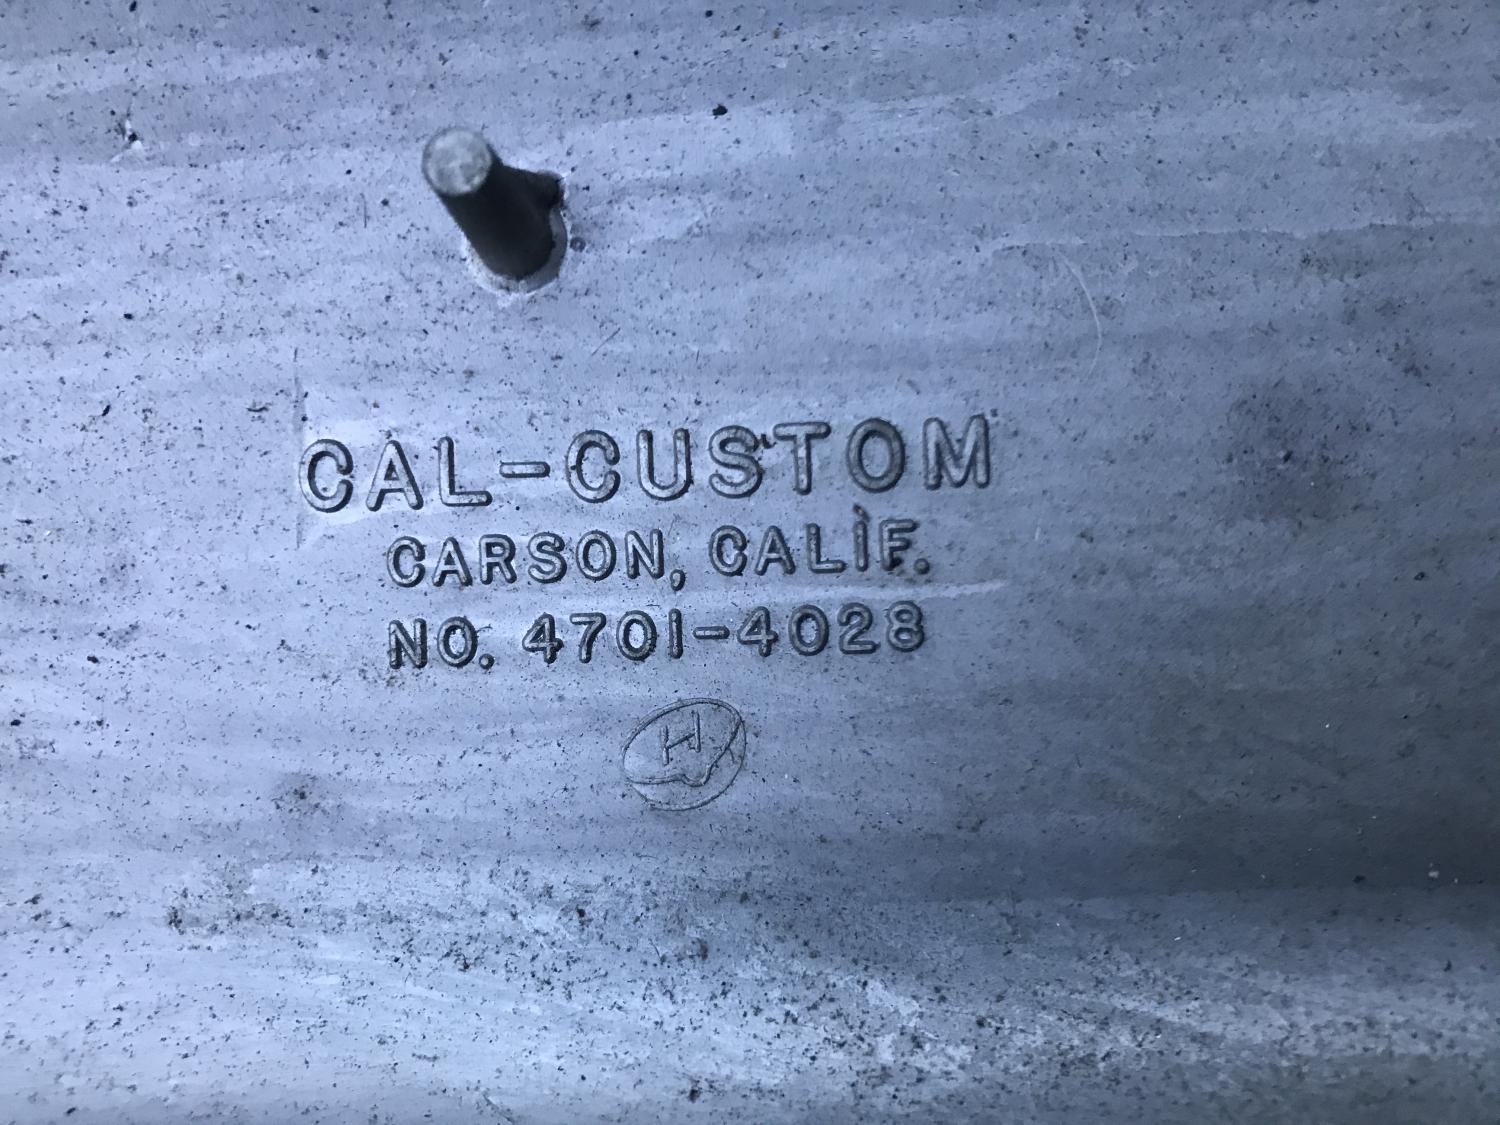 CAL-CUSTOM
CARSON, CALIF.
NO. 4701-4028
H